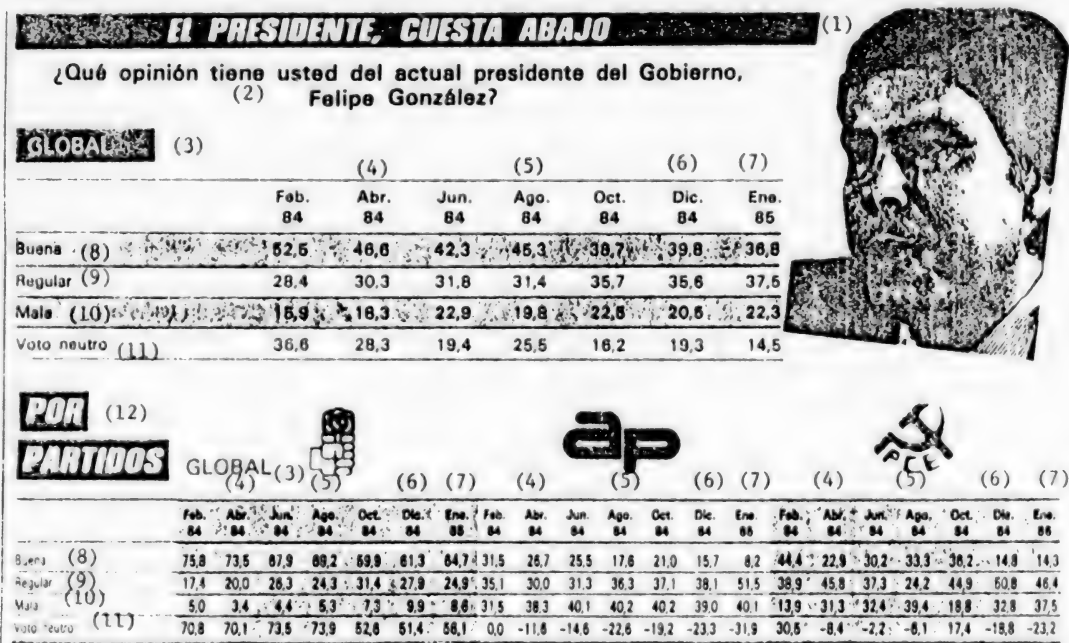 EL PRESIDENTE, CUESTA ABAJO (1)
¿Qué opinión tiene usted del actual presidente del Gobierno,
(2) Felipe González?
GLOBAL (3)
(4) (5) (6) (7)
Feb. Abr. Jun. Ago. Oct. Dic. Ene.
84 84 84 84 84 84 85
Buena (8) 52,5 46,6 42,3 45,3 38,7 39,8 36,8
Regular (9) 28,4 30,3 31,8 31,4 35,7 35,6 37,5
Mala (10) 15,9 18,3 22,9 19,8 22,5 20,5 22,3
Voto neutro (11) 36,6 28,3 19,4 25,5 16,2 19,3 14,5
POR (12)
PARTIDOS
ap
PCE
GLOBAL (3)
(4) (5) (6) (7) (4) (5) (6) (7) (4) (5) (6) (7)
Feb. Abr. Jun. Ago. Oct. Dic. Ene. Feb. Abr. Jun. Ago. Oct. Dic. Ene. Feb. Abr. Jun. Ago. Oct. Dic. Ene.
84 84 84 84 84 84 85 84 84 84 84 84 84 85 84 84 84 84 84 84 85
Buena (8) 75,8 73,5 59,9 61,3 64,7 31,5 26,7 25,5 17,6 21,0 15,7 8,2 44,4 22,9 30,2 33,3 36,2 14,8 14,3
Regular (9) 17,4 20,0 26,3 24,3 31,4 27,9 24,9 35,1 30,0 31,3 36,3 37,1 38,1 51,5 38,9 45,8 37,3 24,2 44,9 50,8 46,4
Mala (10) 5,0 3,4 4,4 5,3 7,3 9,9 8,6 31,5 38,3 40,1 40,2 40,2 39,0 40,1 13,9 31,3 32,4 39,4 18,8 32,8 37,5
Voto neutro (11) 70,8 70,1 73,5 73,9 52,6 51,4 56,1 0,0 -11,6 -14,6 -22,6 -19,2 -23,3 -31,9 30,5 -8,4 -2,2 -6,1 17,4 -18,8 -23,2